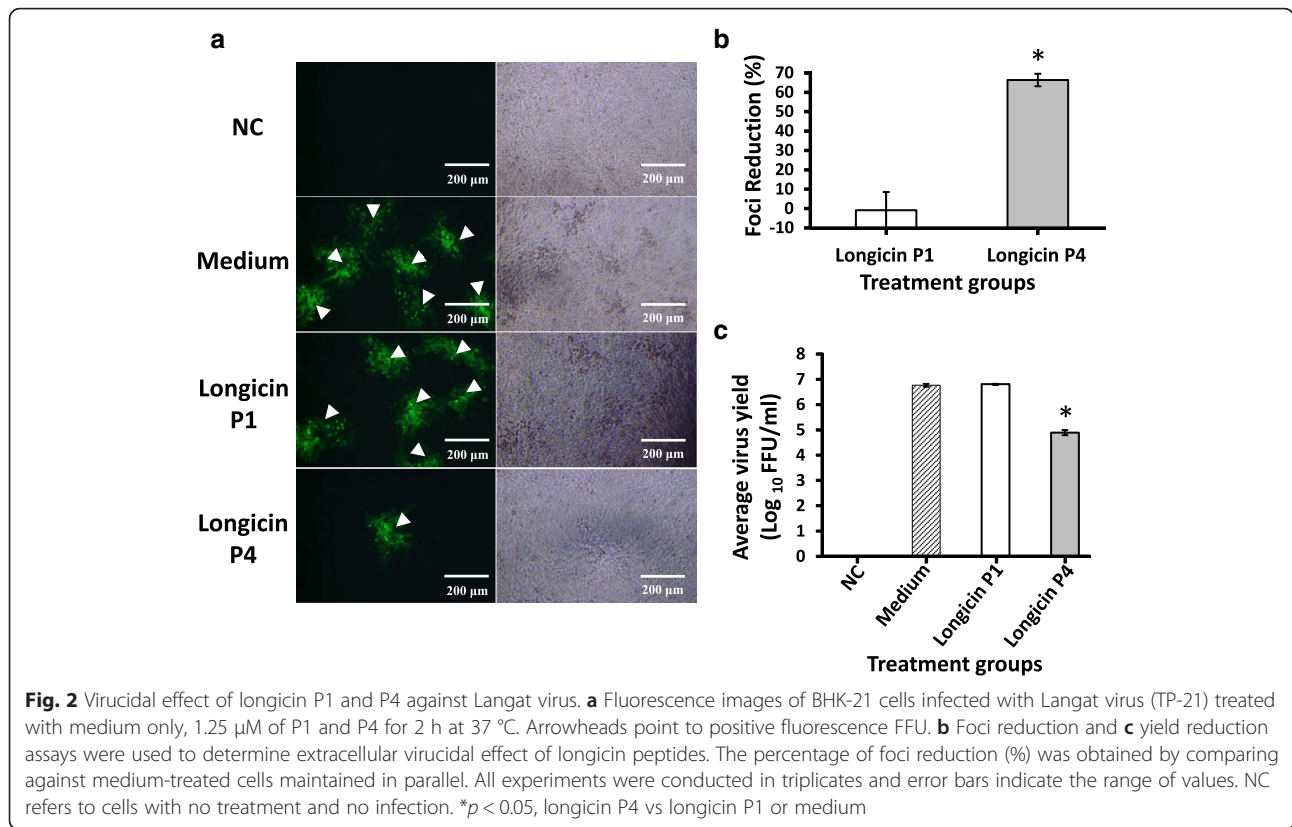 a
NC
200 µm
200 µm
Medium
200 µm
200 µm
Longicin
P1
200 µm
200 µm
Longicin
P4
200 µm
200 µm
b
Foci Reduction (%)
70
60
50
40
30
20
10
0
-10
*
Longicin P1
Longicin P4
Treatment groups
c
Average virus yield
(Log 10 FFU/ml)
8
7
6
5
4
3
2
1
0
*
NC
Medium
Longicin P1
Longicin P4
Treatment groups
Fig. 2 Virucidal effect of longicin P1 and P4 against Langat virus. a Fluorescence images of BHK-21 cells infected with Langat virus (TP-21) treated
with medium only, 1.25 µM of P1 and P4 for 2 h at 37 °C. Arrowheads point to positive fluorescence FFU. b Foci reduction and c yield reduction
assays were used to determine extracellular virucidal effect of longicin peptides. The percentage of foci reduction (%) was obtained by comparing
against medium-treated cells maintained in parallel. All experiments were conducted in triplicates and error bars indicate the range of values. NC
refers to cells with no treatment and no infection. *p < 0.05, longicin P4 vs longicin P1 or medium